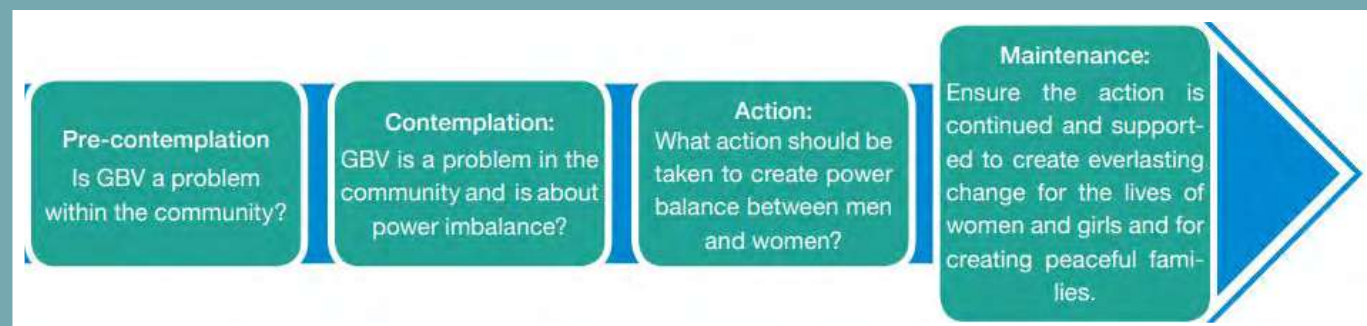 Pre-contemplation
Is GBV a problem
within the community?
Contemplation:
GBV is a problem in the
community and is about
power imbalance?
Action:
What action should be
taken to create power
balance between men
and women?
Maintenance:
Ensure the action is
continued and support-
ed to create everlasting
change for the lives of
women and girls and for
creating peaceful fami-
lies.